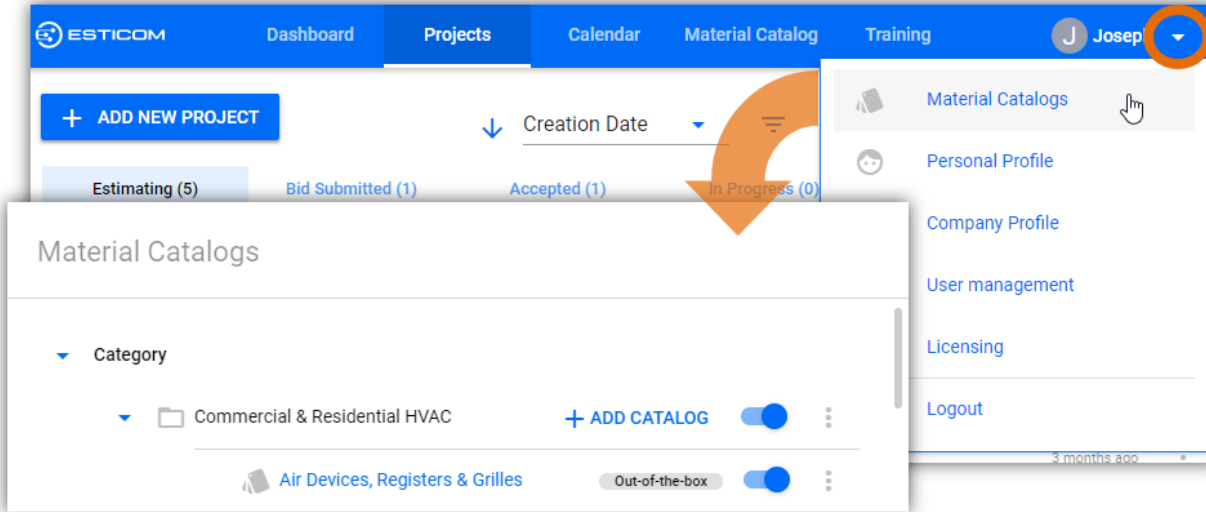 ESTICOM Dashboard Projects Calendar Material Catalog Training J Josep
+ ADD NEW PROJECT
Creation Date
Estimating (5) Bid Submitted (1) Accepted (1) In Progress (0)
Material Catalogs
Personal Profile
Company Profile
User management
Licensing
Logout
3 months ago
Material Catalogs
Category
Commercial & Residential HVAC + ADD CATALOG
Air Devices, Registers & Grilles Out-of-the-box